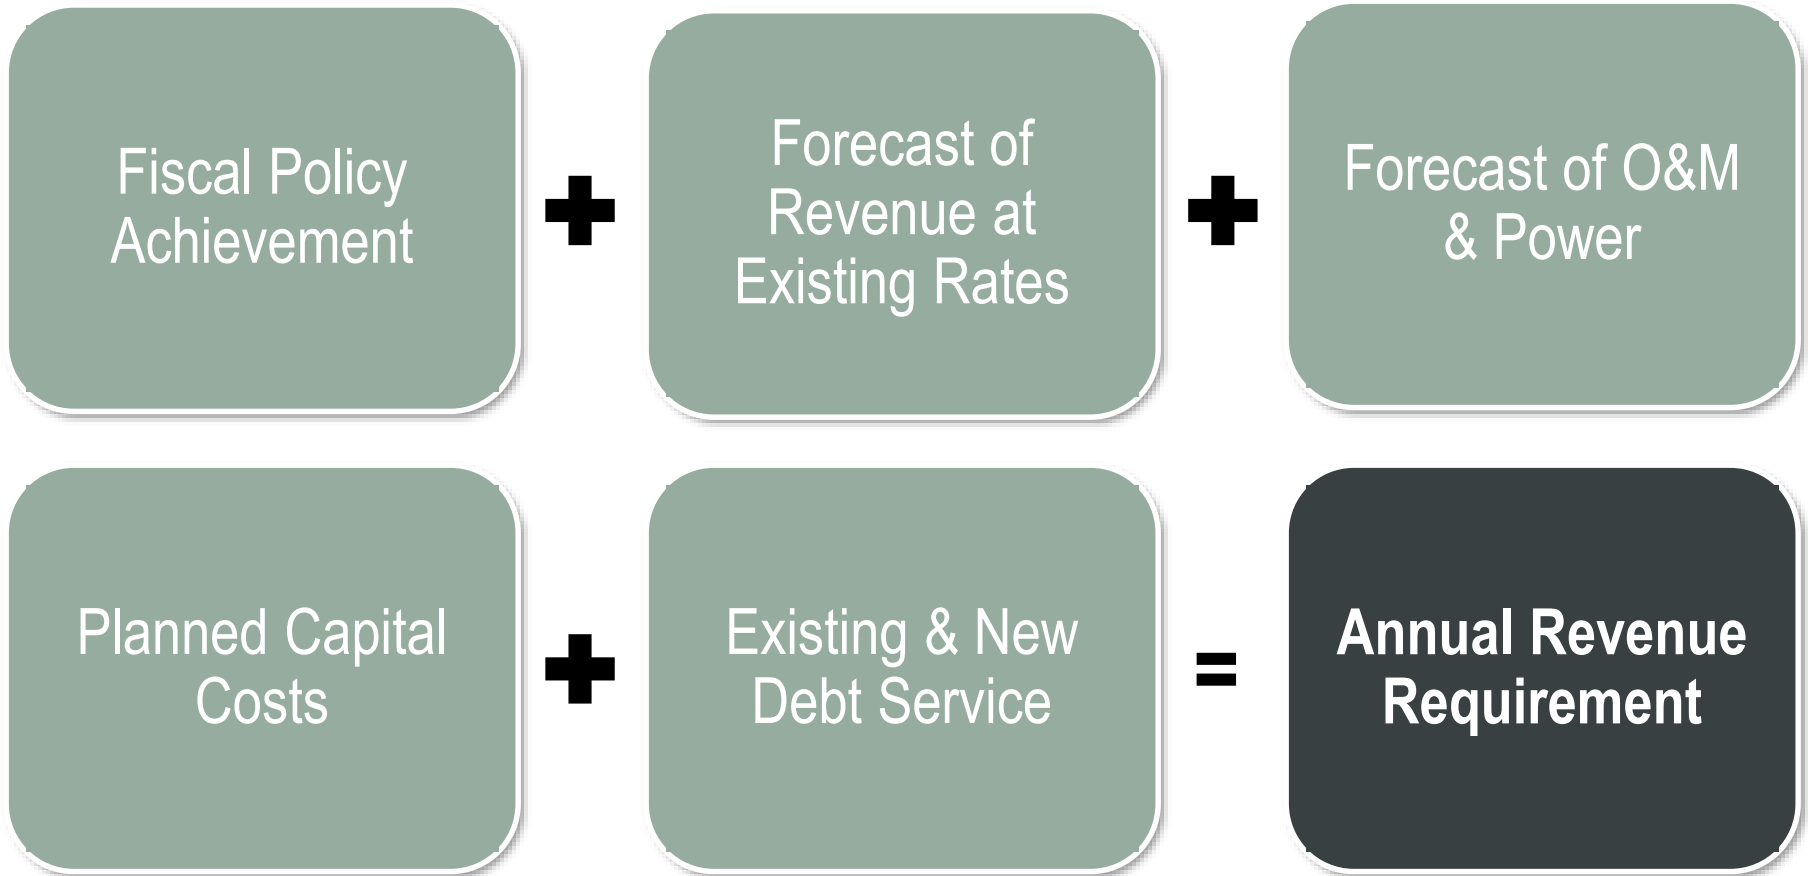 Fiscal Policy
Achievement
+
Forecast of
Revenue at
Existing Rates
+
Forecast of O&M
& Power
Planned Capital
Costs
+
Existing & New
Debt Service
=
Annual Revenue
Requirement